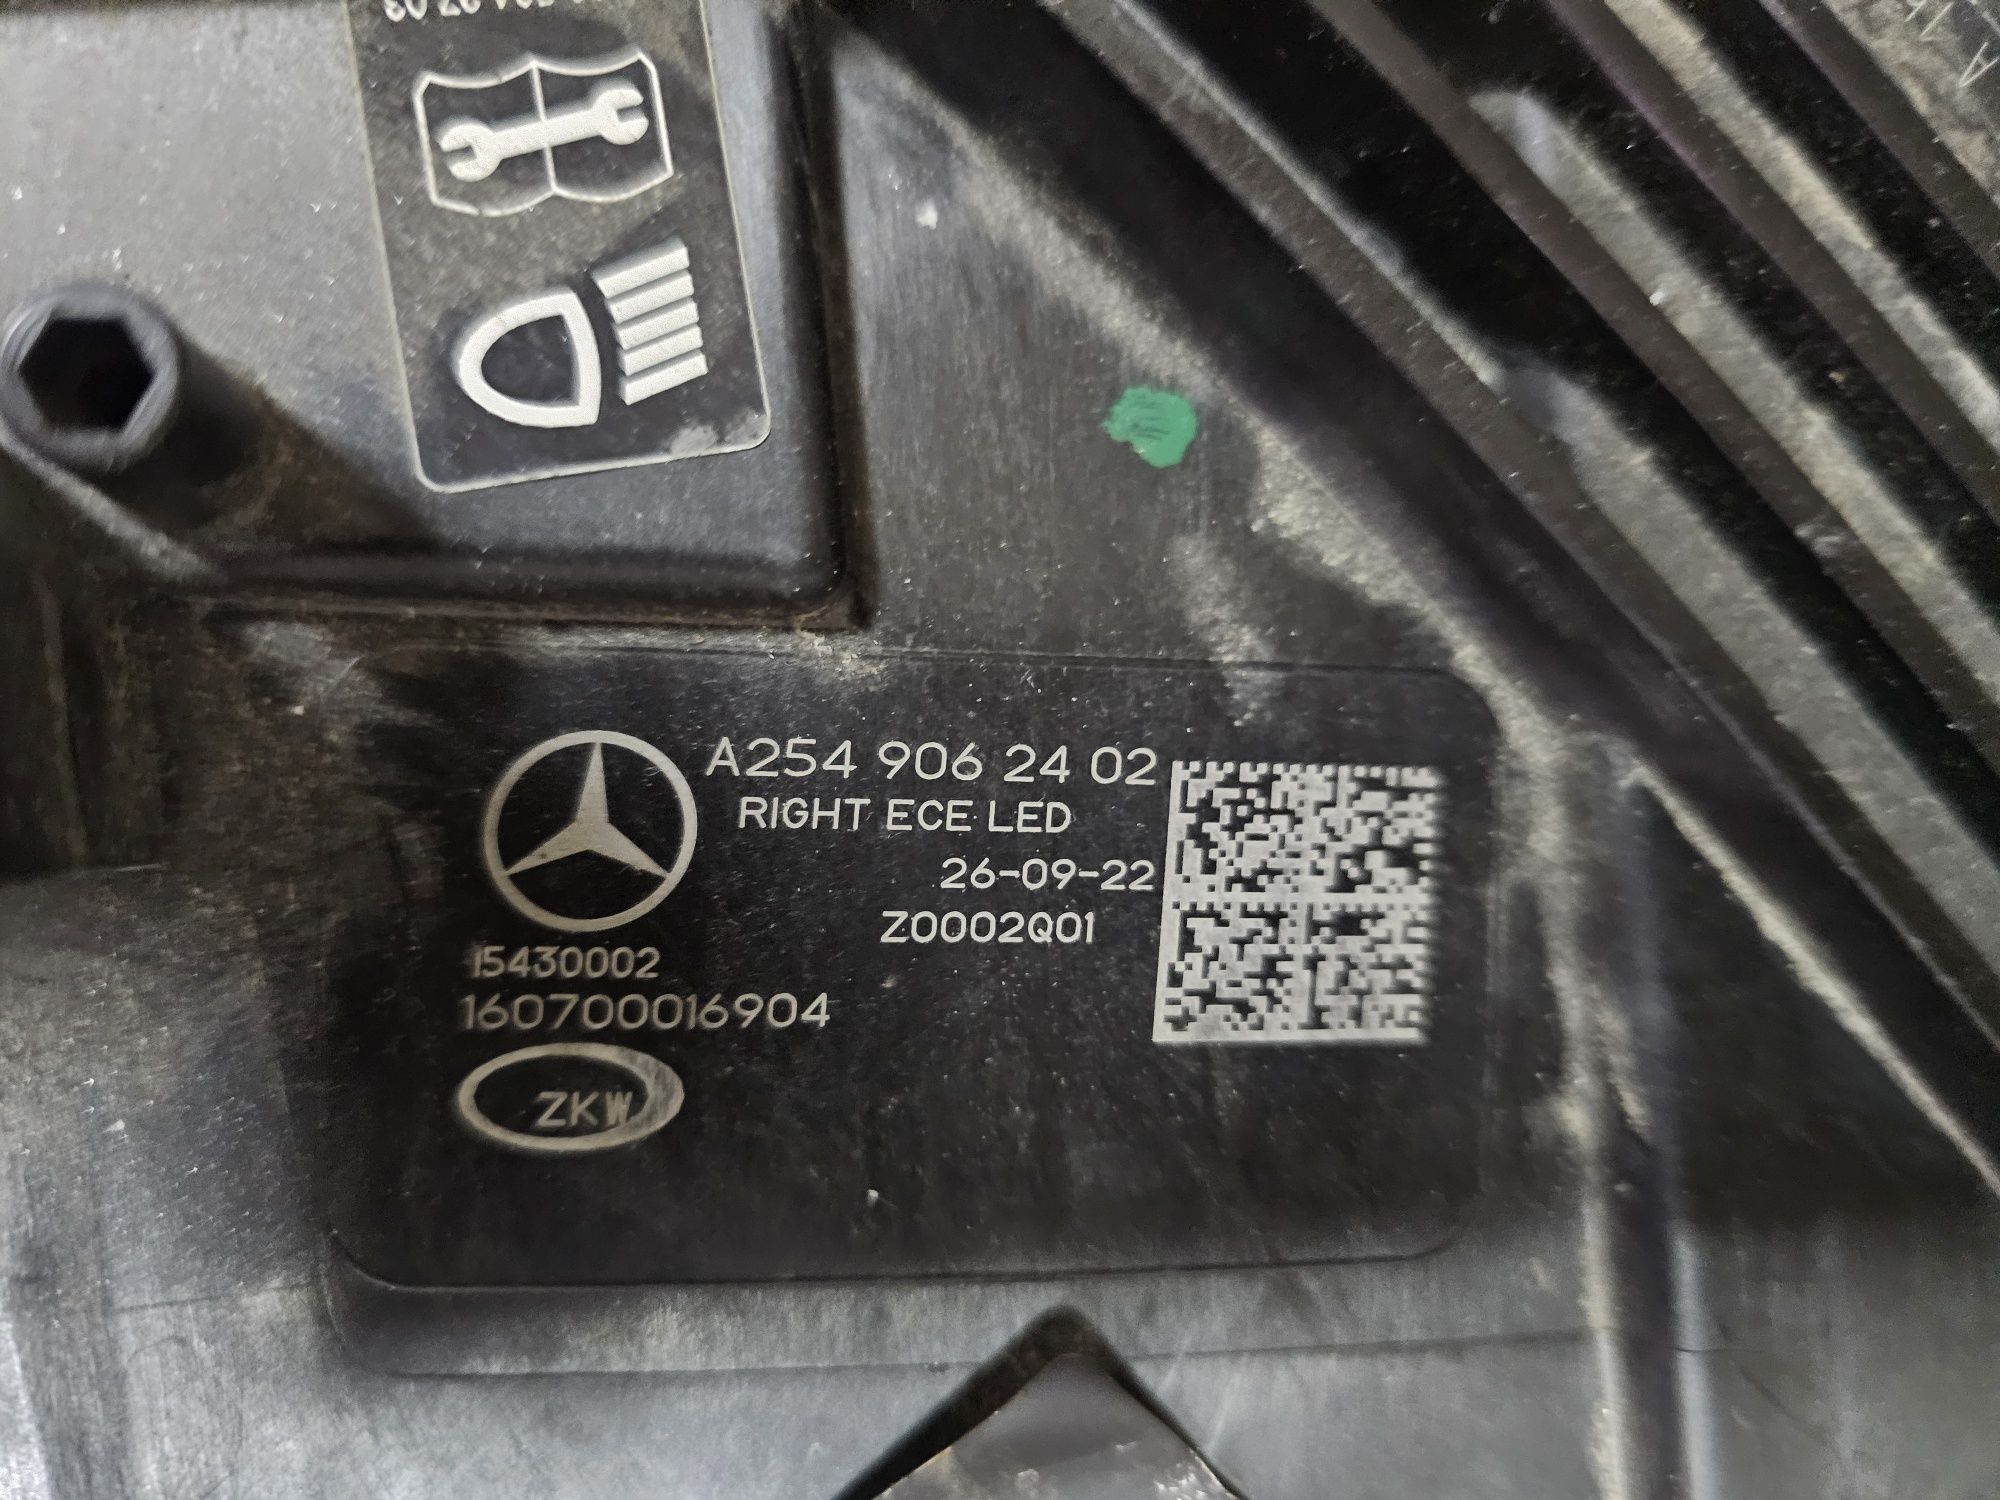 A254 906 24 02
RIGHT ECE LED
26-09-22
Z0002Q01
15430002
160700016904
ZKW